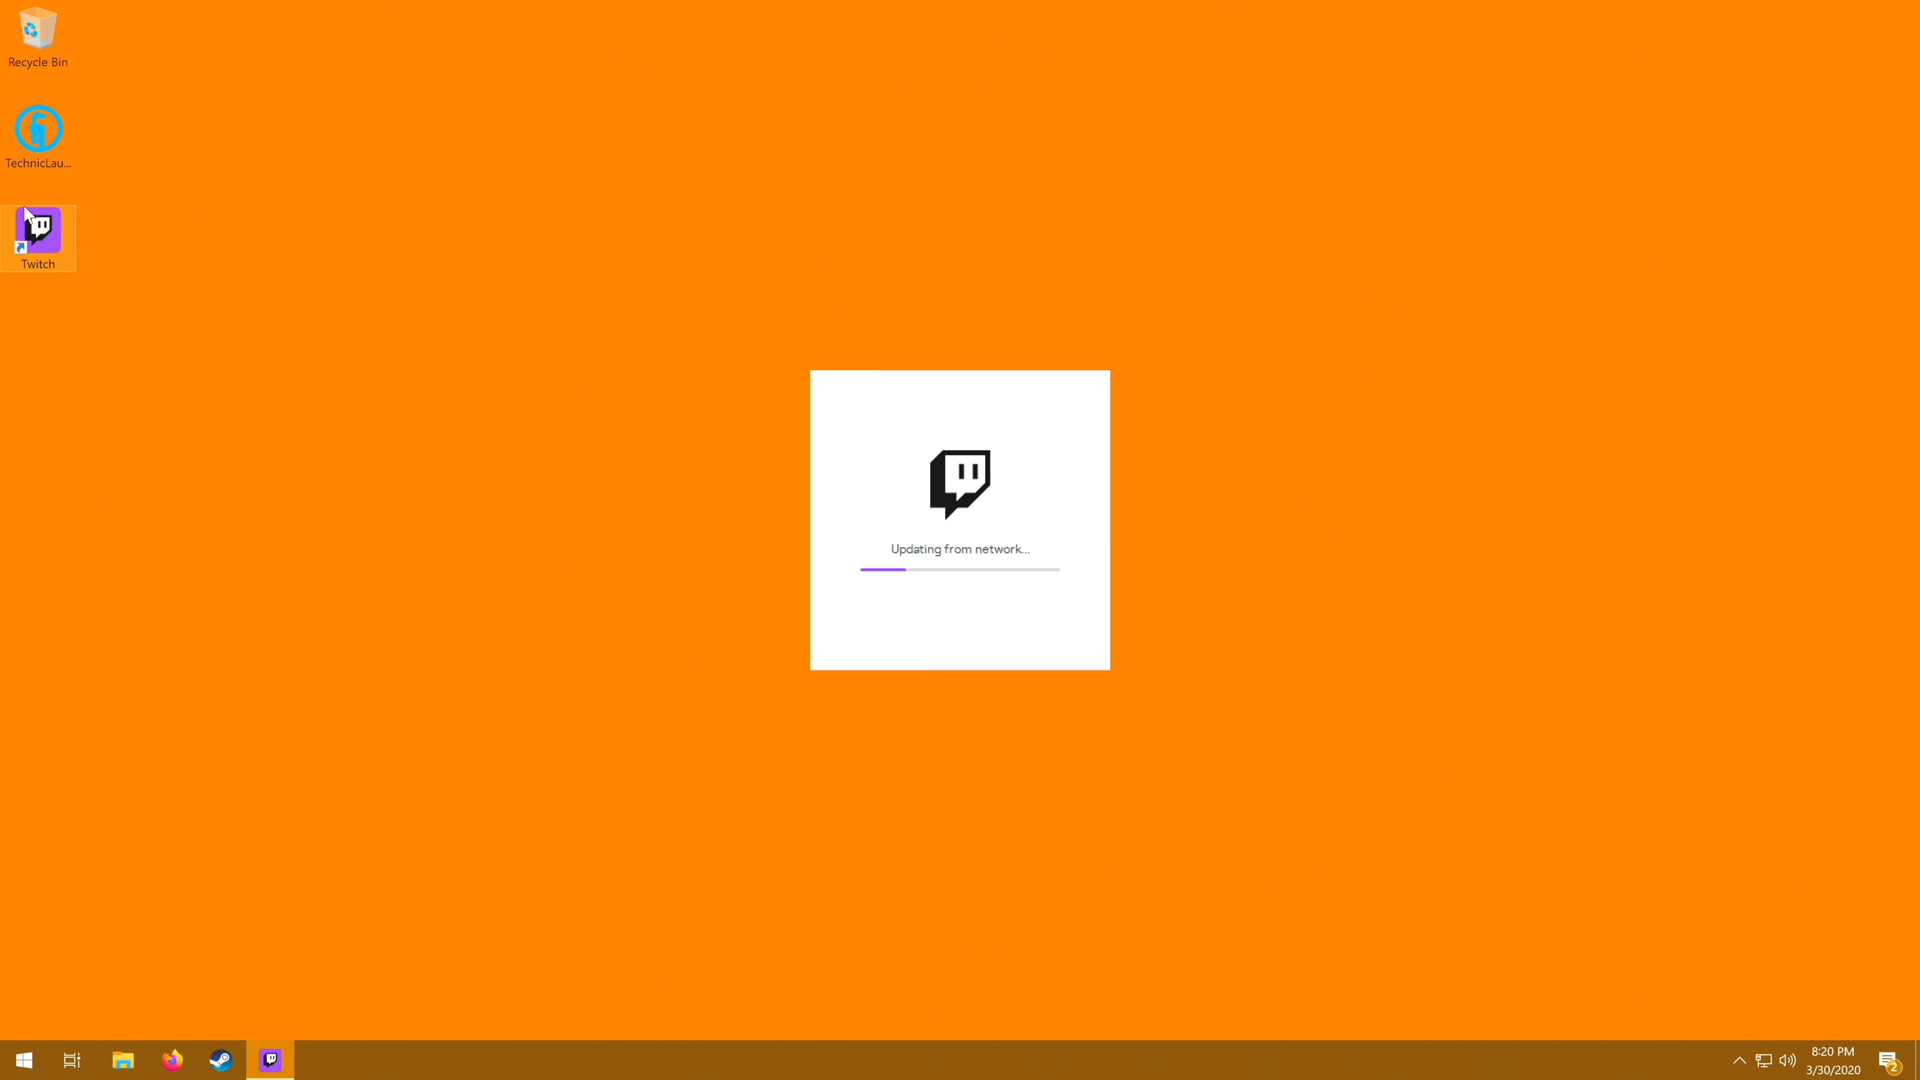 Recycle Bin
TechnicLau...
Twitch
Updating from network...
8:20 PM
3/30/2020
2